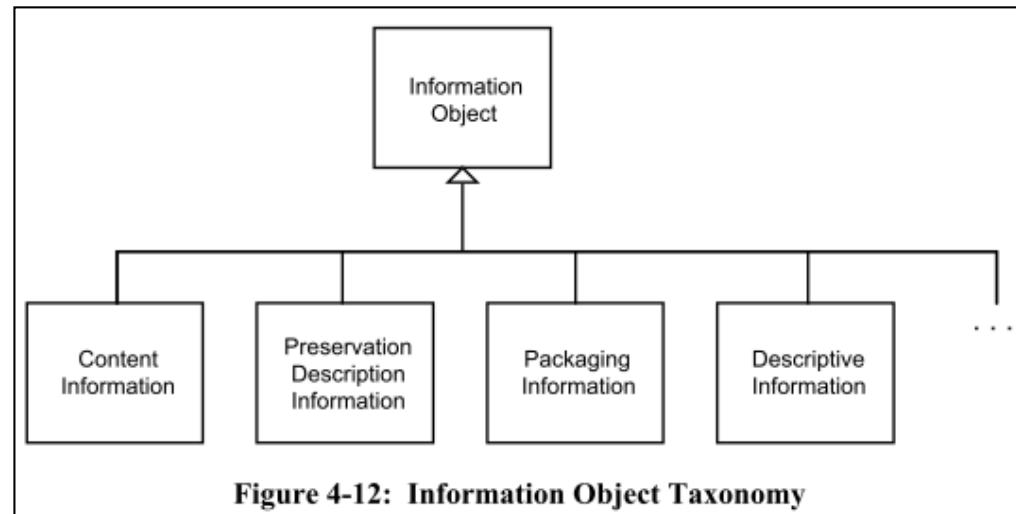 Information
Object
Content
Information
Preservation
Description
Information
Packaging
Information
Descriptive
Information
. . .
Figure 4-12: Information Object Taxonomy